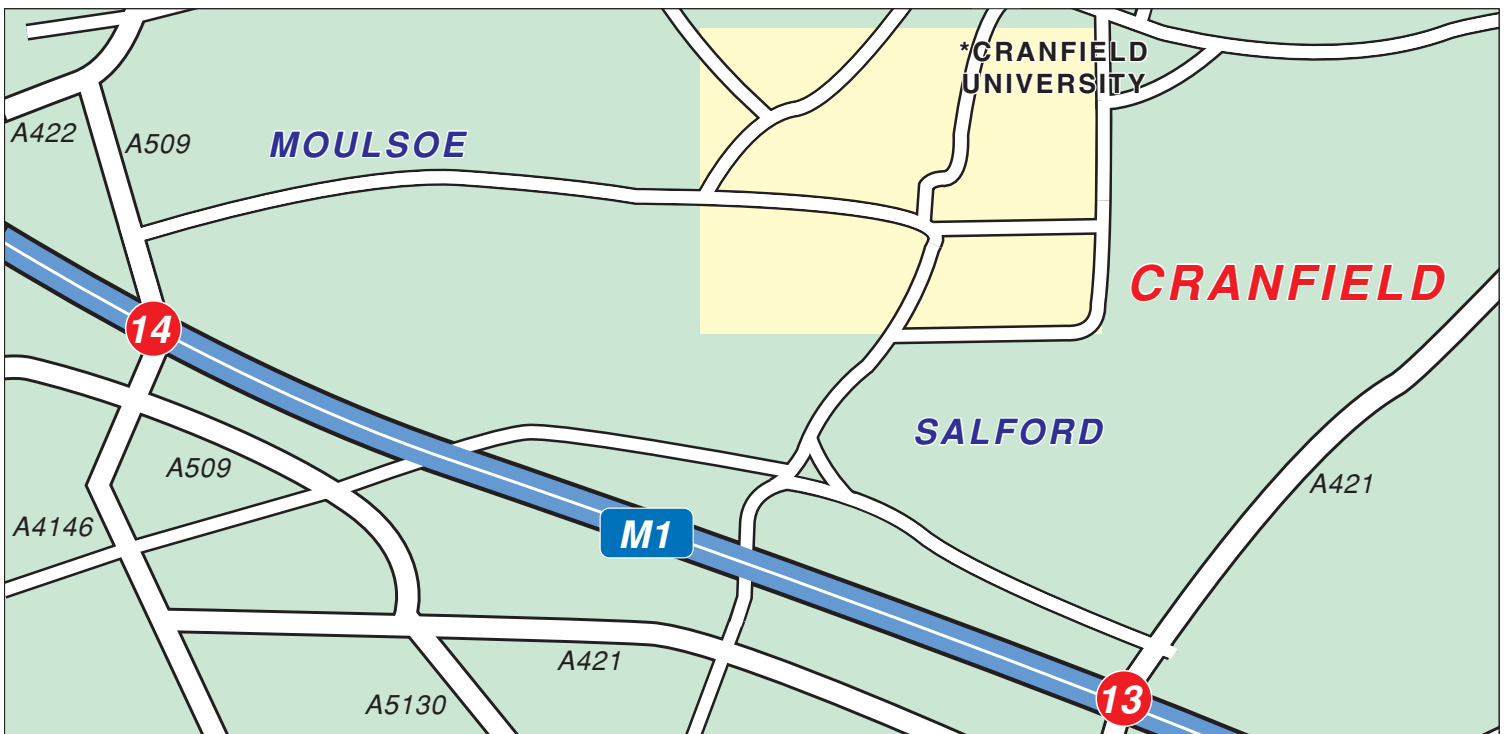 *CRANFIELD
UNIVERSITY
A422
A509
MOULSOE
CRANFIELD
14
SALFORD
A509
A421
A4146
M1
A421
A5130
13